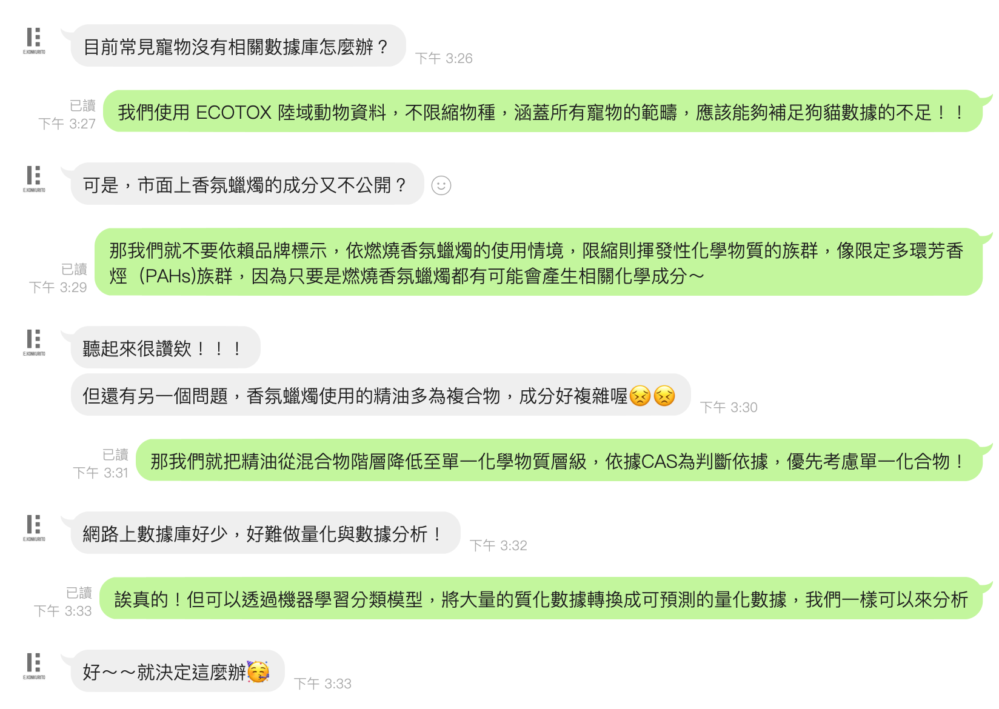 E.KONKURITO
目前常見寵物沒有相關數據庫怎麼辦？
下午 3:26
已讀
下午 3:27
我們使用 ECOTOX 陸域動物資料，不限縮物種，涵蓋所有寵物的範疇，應該能夠補足狗貓數據的不足！！
E.KONKURITO
可是，市面上香氛蠟燭的成分又不公開？
已讀
下午 3:29
那我們就不要依賴品牌標示，依燃燒香氛蠟燭的使用情境，限縮則揮發性化學物質的族群，像限定多環芳香
烴（PAHs)族群，因為只要是燃燒香氛蠟燭都有可能會產生相關化學成分～
E.KONKURITO
聽起來很讚欸！！！
但還有另一個問題，香氛蠟燭使用的精油多為複合物，成分好複雜喔😣😣
下午 3:30
已讀
下午 3:31
那我們就把精油從混合物階層降低至單一化學物質層級，依據CAS為判斷依據，優先考慮單一化合物！
E.KONKURITO
網路上數據庫好少，好難做量化與數據分析！
下午 3:32
已讀
下午 3:33
誒真的！但可以透過機器學習分類模型，將大量的質化數據轉換成可預測的量化數據，我們一樣可以來分析
E.KONKURITO
好～～就決定這麼辦🥳
下午 3:33